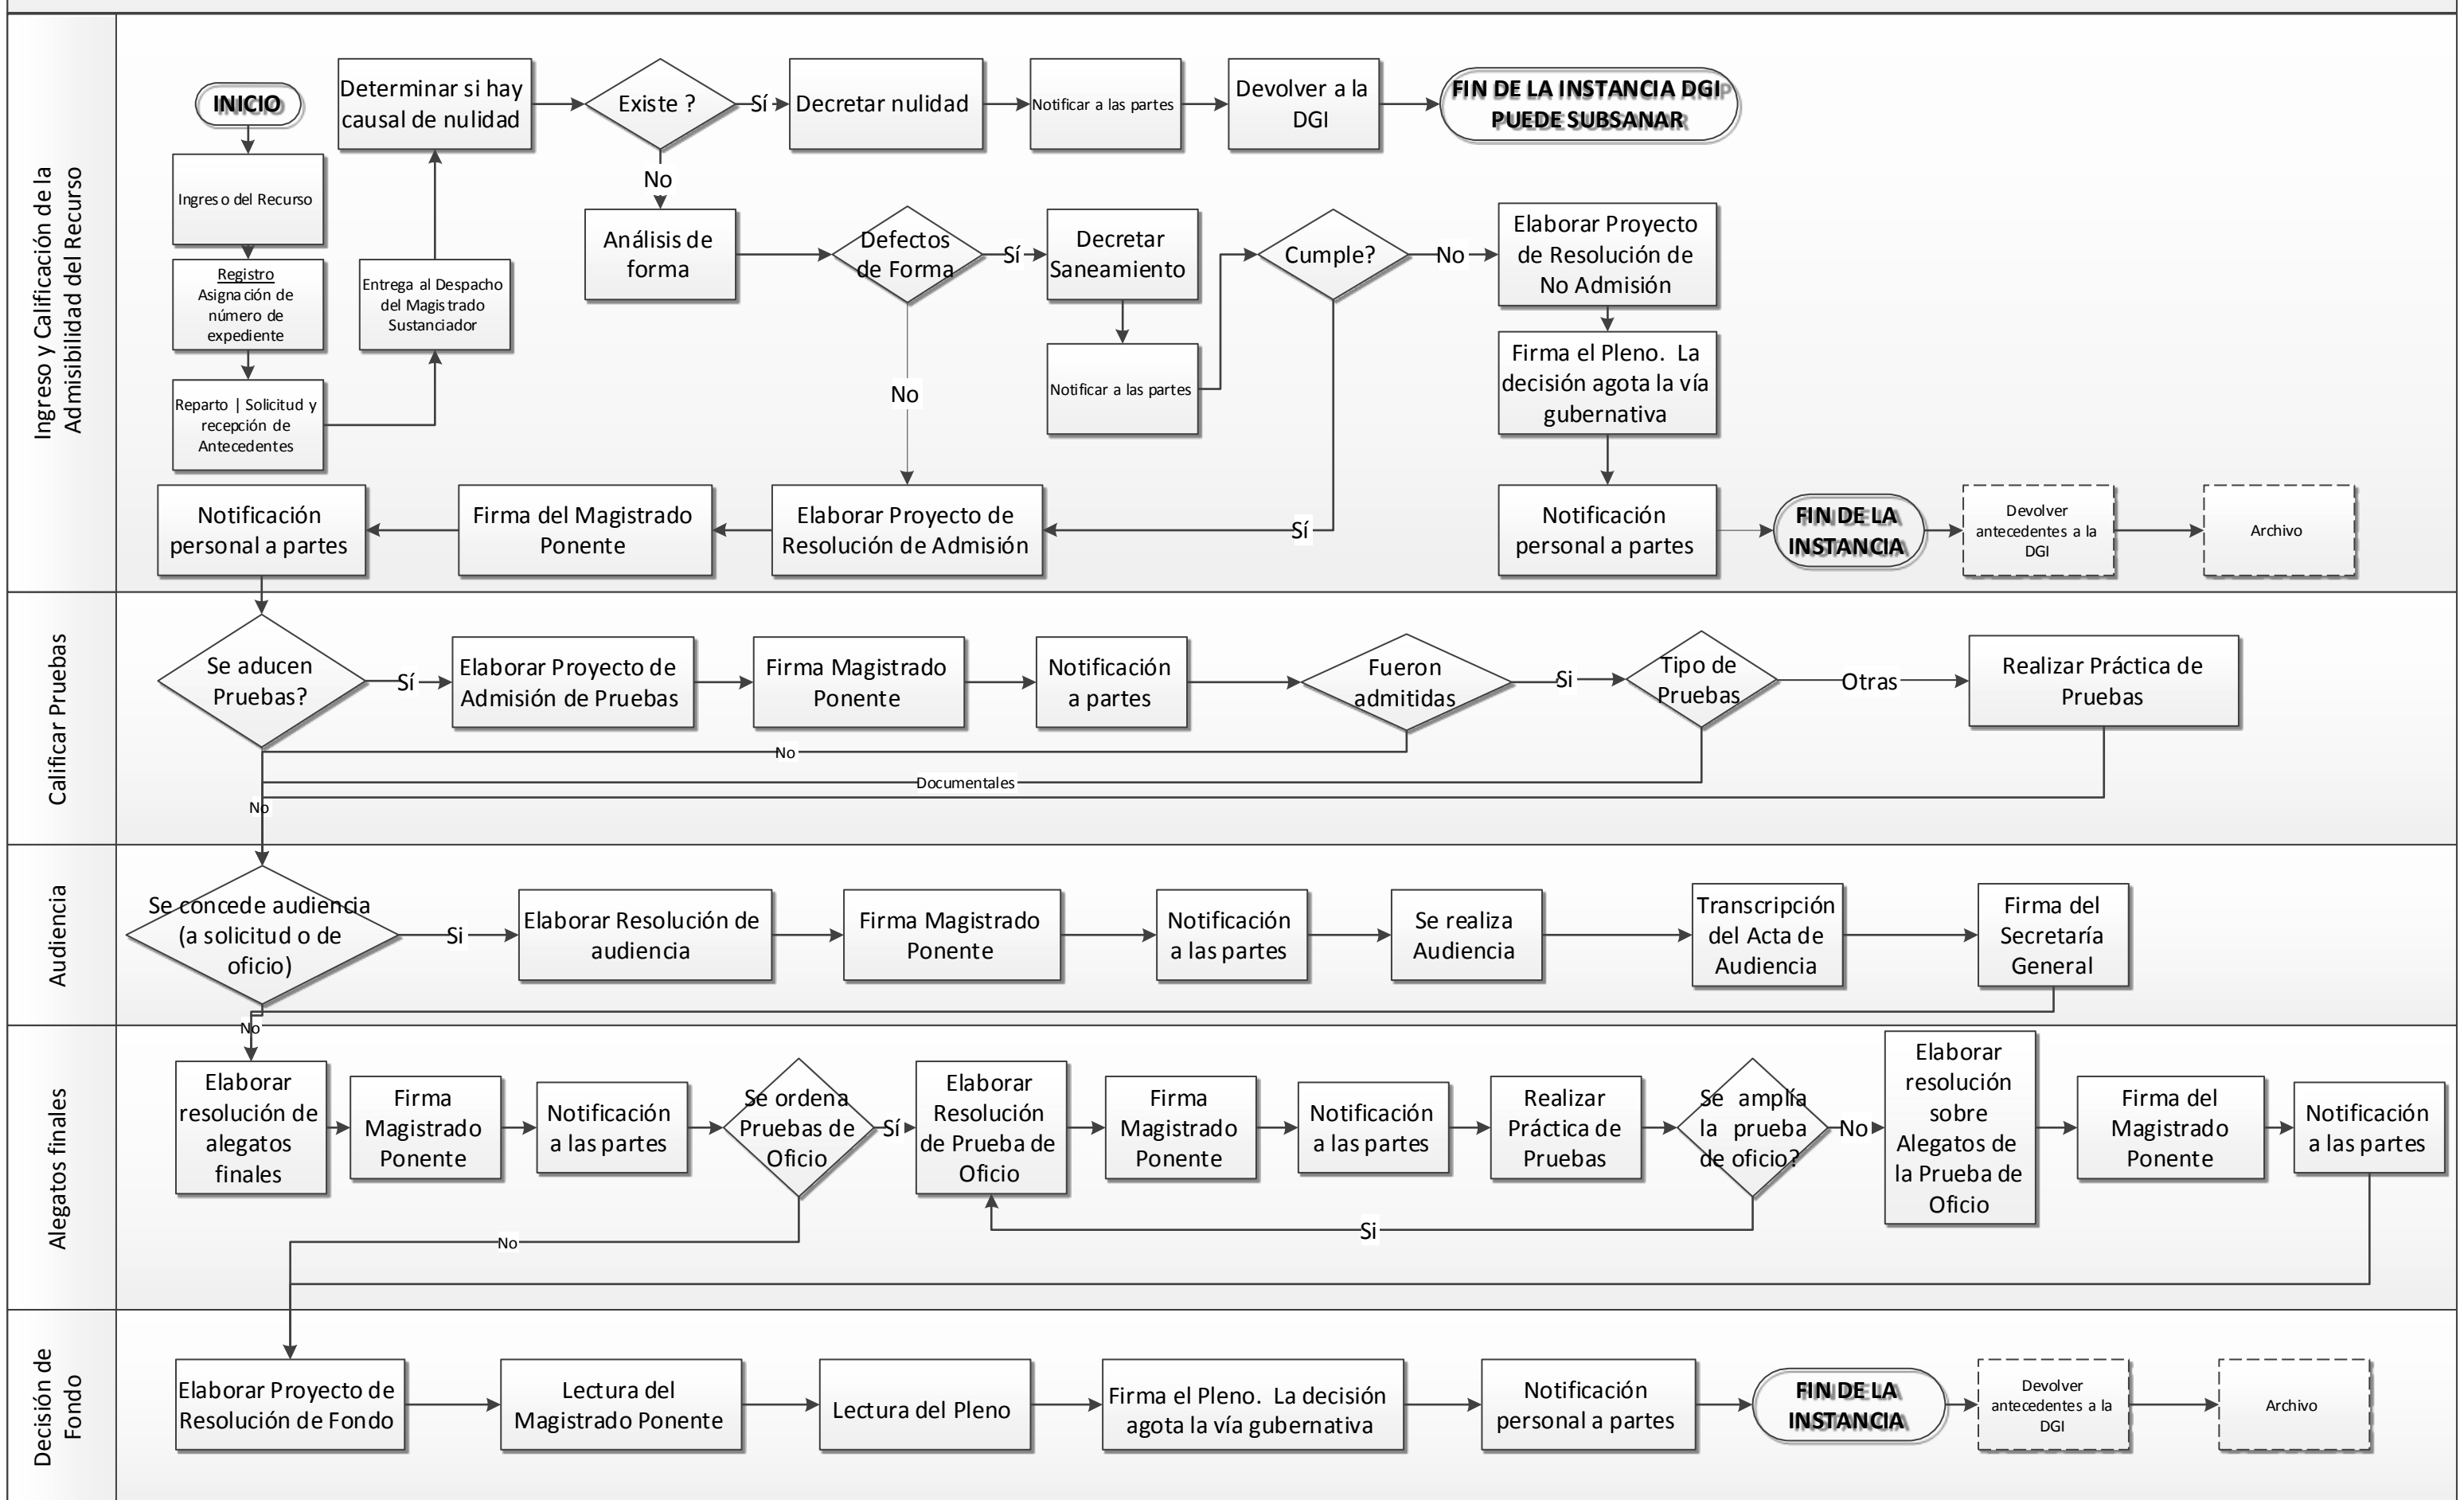 Ingreso y Calificación de la
Admisibilidad del Recurso
INICIO
Ingreso del Recurso
Registro
Asignación de
número de
expediente
Reparto | Solicitud y
recepción de
Antecedentes
Entrega al Despacho
del Magistrado
Sustanciador
Determinar si hay
causal de nulidad
Existe ?
Sí
Decretar nulidad
Notificar a las partes
Devolver a la
DGI
FIN DE LA INSTANCIA DGI
PUEDE SUBSANAR
No
Análisis de
forma
Defectos
de Forma
Sí
Decretar
Saneamiento
Notificar a las partes
Cumple?
No
Elaborar Proyecto
de Resolución de
No Admisión
Firma el Pleno.  La
decisión agota la vía
gubernativa
Notificación
personal a partes
FIN DE LA
INSTANCIA
Devolver
antecedentes a la
DGI
Archivo
No
Sí
Elaborar Proyecto de
Resolución de Admisión
Firma del Magistrado
Ponente
Notificación
personal a partes
Calificar Pruebas
Se aducen
Pruebas?
Sí
Elaborar Proyecto de
Admisión de Pruebas
Firma Magistrado
Ponente
Notificación
a partes
Fueron
admitidas
Si
Tipo de
Pruebas
Otras
Realizar Práctica de
Pruebas
No
Documentales
No
Audiencia
Se concede audiencia
(a solicitud o de
oficio)
Si
Elaborar Resolución de
audiencia
Firma Magistrado
Ponente
Notificación
a las partes
Se realiza
Audiencia
Transcripción
del Acta de
Audiencia
Firma del
Secretaría
General
No
Alegatos finales
Elaborar
resolución de
alegatos
finales
Firma
Magistrado
Ponente
Notificación
a las partes
Se ordena
Pruebas de
Oficio
Sí
Elaborar
Resolución
de Prueba de
Oficio
Firma
Magistrado
Ponente
Notificación
a las partes
Realizar
Práctica de
Pruebas
Se amplía
la prueba
de oficio?
No
Elaborar
resolución
sobre
Alegatos de
la Prueba de
Oficio
Firma del
Magistrado
Ponente
Notificación
a las partes
Si
No
Decisión de
Fondo
Elaborar Proyecto de
Resolución de Fondo
Lectura del
Magistrado Ponente
Lectura del Pleno
Firma el Pleno.  La decisión
agota la vía gubernativa
Notificación
personal a partes
FIN DE LA
INSTANCIA
Devolver
antecedentes a la
DGI
Archivo